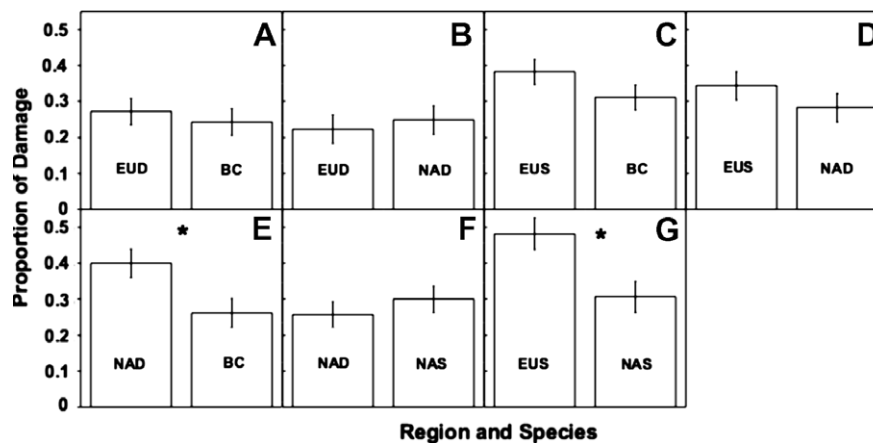 Proportion of Damage
0.5
0.4
0.3
0.2
0.1
0
A
EUD
BC
B
EUD
NAD
C
EUS
BC
D
EUS
NAD
0.5
0.4
0.3
0.2
0.1
0
*
E
NAD
BC
F
NAD
NAS
*
G
EUS
NAS
Region and Species